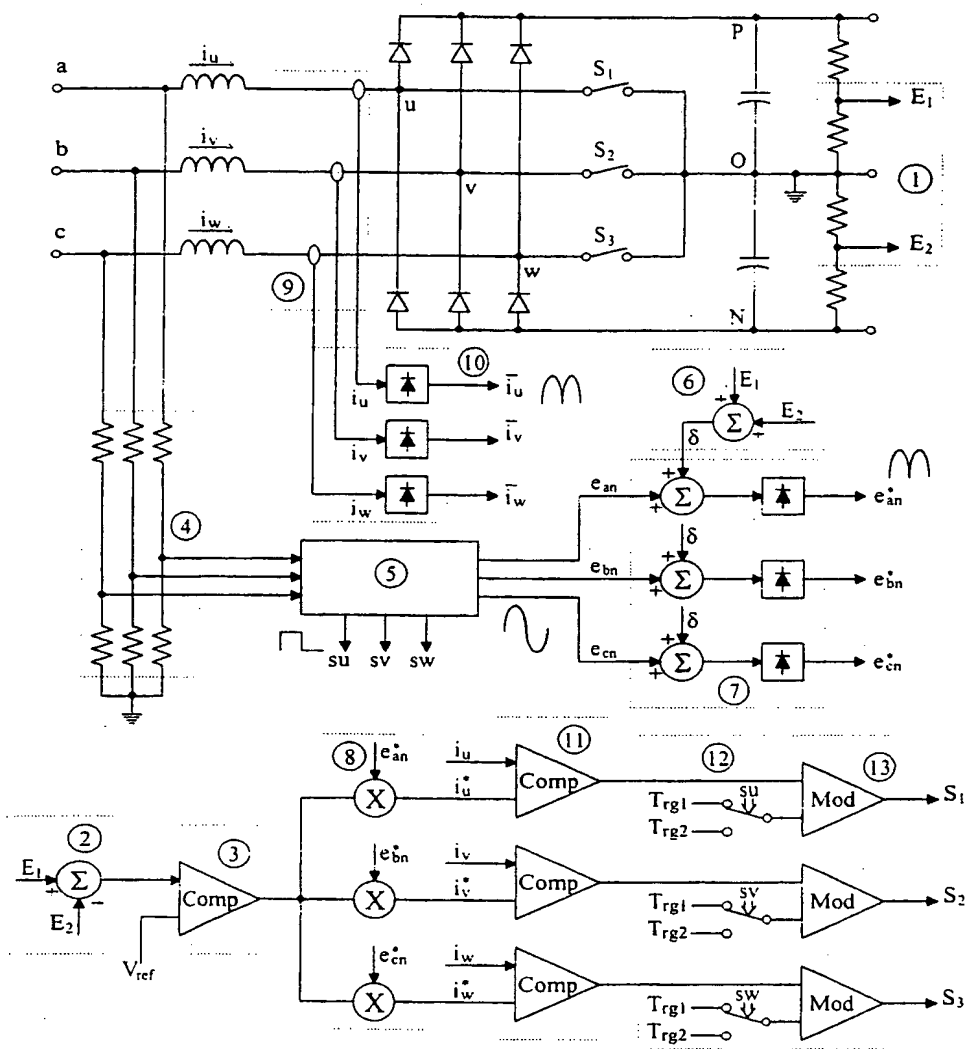 P
a
i_u
u
S_1
E_1
b
i_v
v
S_2
O
①
c
i_w
w
S_3
E_2
⑨
N
⑩
i_u
i̅_u
⑥
E_1
+
+
Σ
E_2
i_v
i̅_v
δ
i_w
i̅_w
e_an
+
+
Σ
e*_an
④
⑤
δ
e_bn
+
+
Σ
e*_bn
su
sv
sw
δ
e_cn
+
+
Σ
e*_cn
⑦
⑧
e*_an
X
i_u
i*_u
⑪
Comp
⑫
T_rg1
su
T_rg2
⑬
Mod
S_1
②
E_1
+
Σ
-
E_2
③
Comp
V_ref
e*_bn
X
i_v
i*_v
Comp
T_rg1
sv
T_rg2
Mod
S_2
e*_cn
X
i_w
i*_w
Comp
T_rg1
sw
T_rg2
Mod
S_3